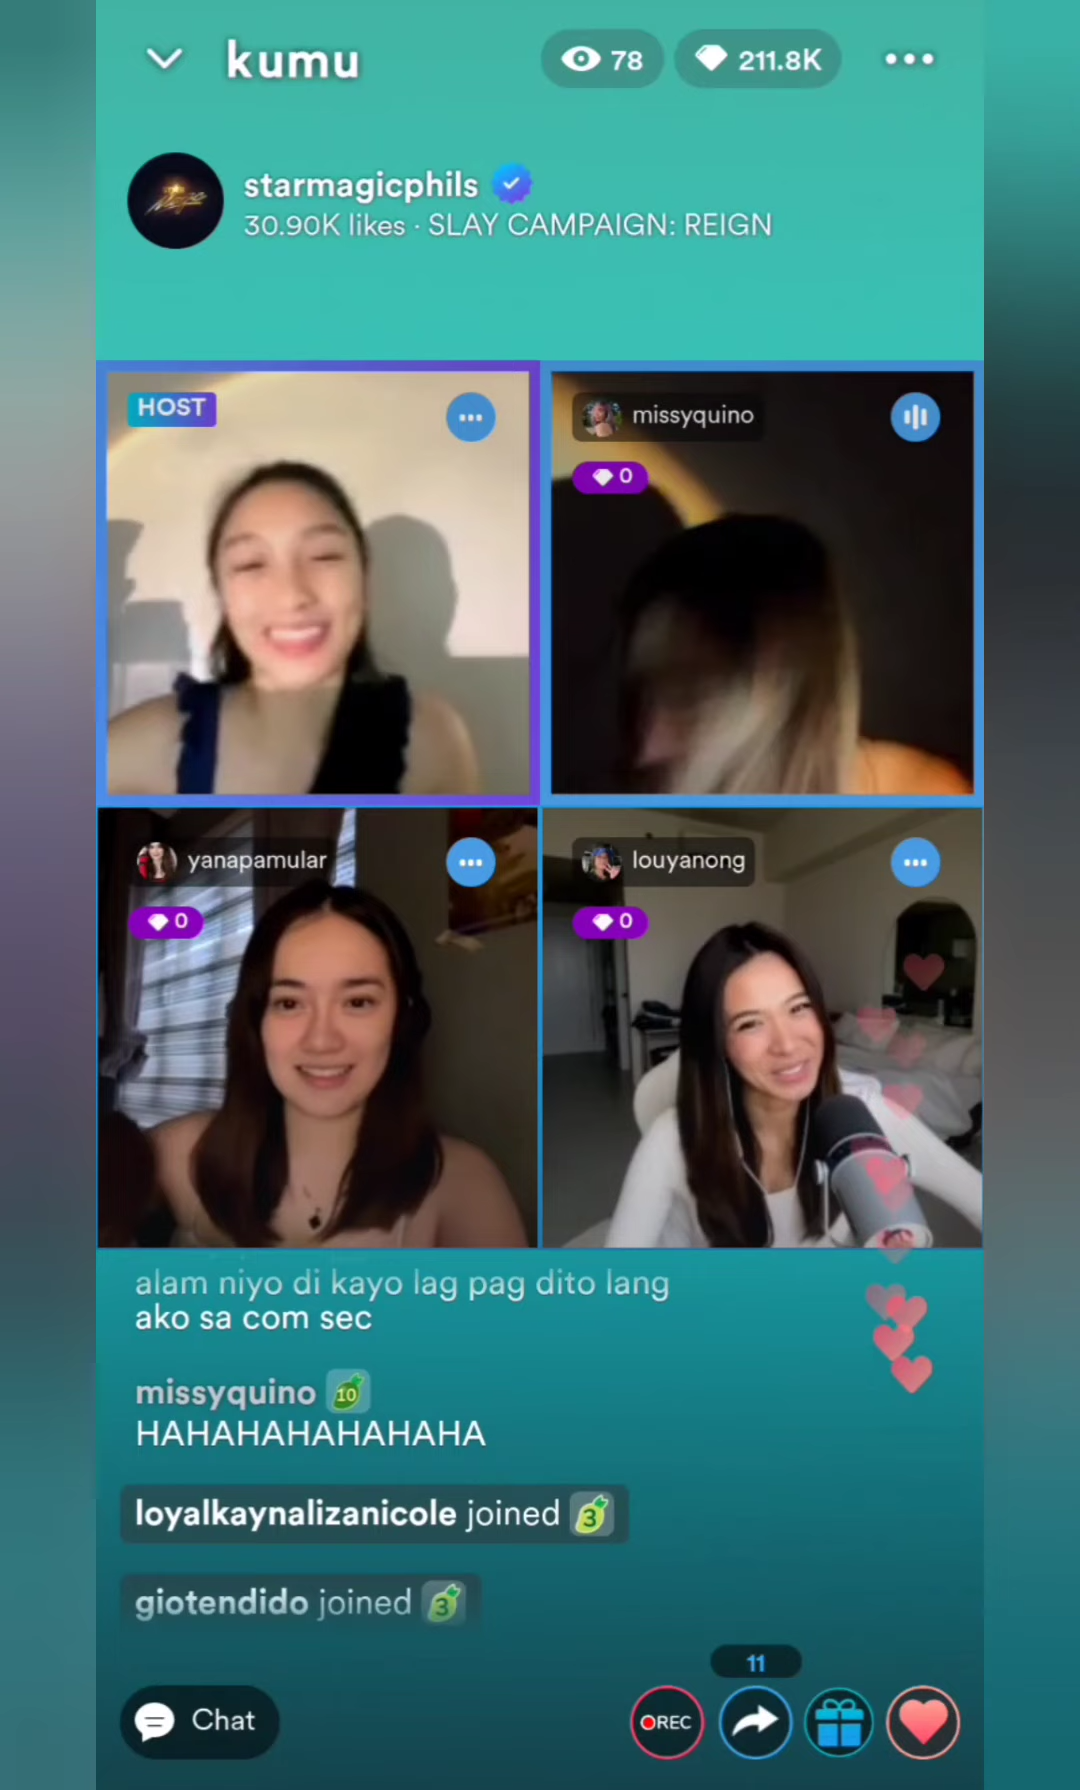 kumu
78
211.8K
starmagicphils
30.90K likes · SLAY CAMPAIGN: REIGN
HOST
missyquino
0
yanapamular
0
louyanong
0
alam niyo di kayo lag pag dito lang
ako sa com sec
missyquino 10
HAHAHAHAHAHAHA
loyalkaynalizanicole joined 3
giotendido joined 3
11
Chat
REC